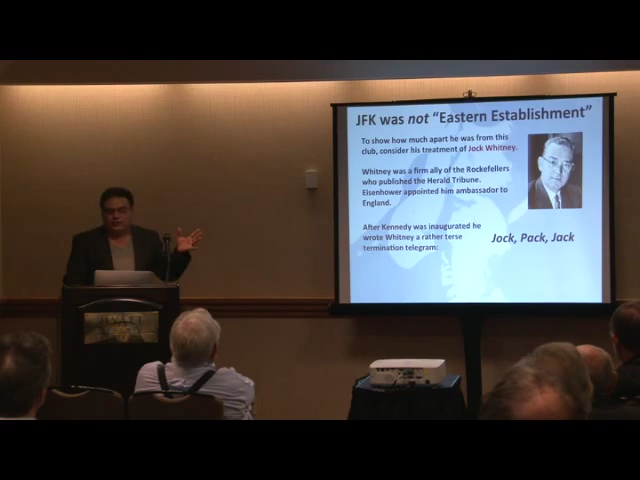 JFK was not "Eastern Establishment"
To show how much apart he was from this
club, consider his treatment of Jock Whitney.
Whitney was a firm ally of the Rockefellers
who published the Herald Tribune.
Eisenhower appointed him ambassador to
England.
After Kennedy was inaugurated he
wrote Whitney a rather terse
termination telegram:
Jock, Pack, Jack